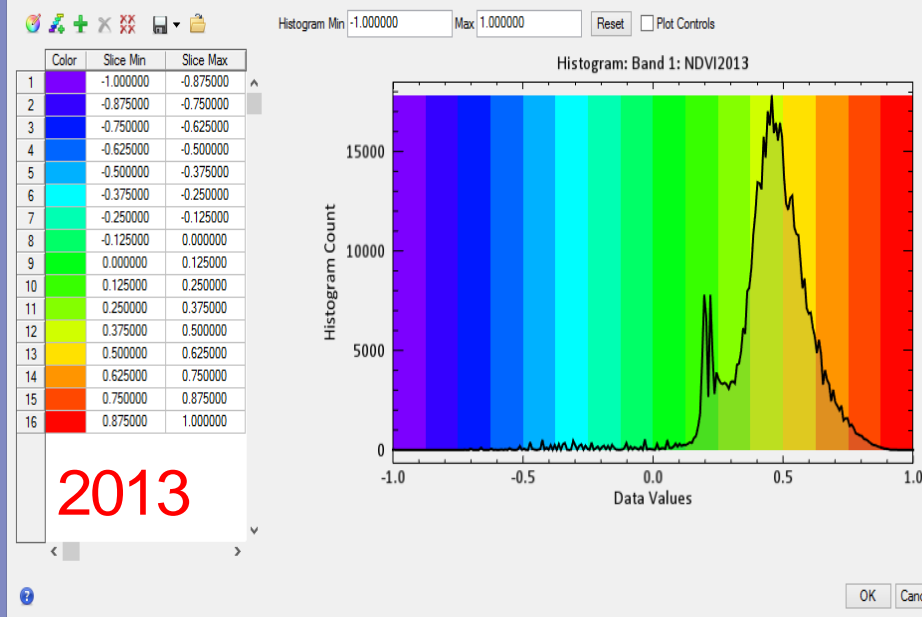 Histogram Min -1.000000 Max 1.000000 Reset Plot Controls
Color Slice Min Slice Max
1 -1.000000 -0.875000
2 -0.875000 -0.750000
3 -0.750000 -0.625000
4 -0.625000 -0.500000
5 -0.500000 -0.375000
6 -0.375000 -0.250000
7 -0.250000 -0.125000
8 -0.125000 0.000000
9 0.000000 0.125000
10 0.125000 0.250000
11 0.250000 0.375000
12 0.375000 0.500000
13 0.500000 0.625000
14 0.625000 0.750000
15 0.750000 0.875000
16 0.875000 1.000000
2013
Histogram: Band 1: NDVI2013
Histogram Count
15000
10000
5000
0
-1.0 -0.5 0.0 0.5 1.0
Data Values
?
OK Canc